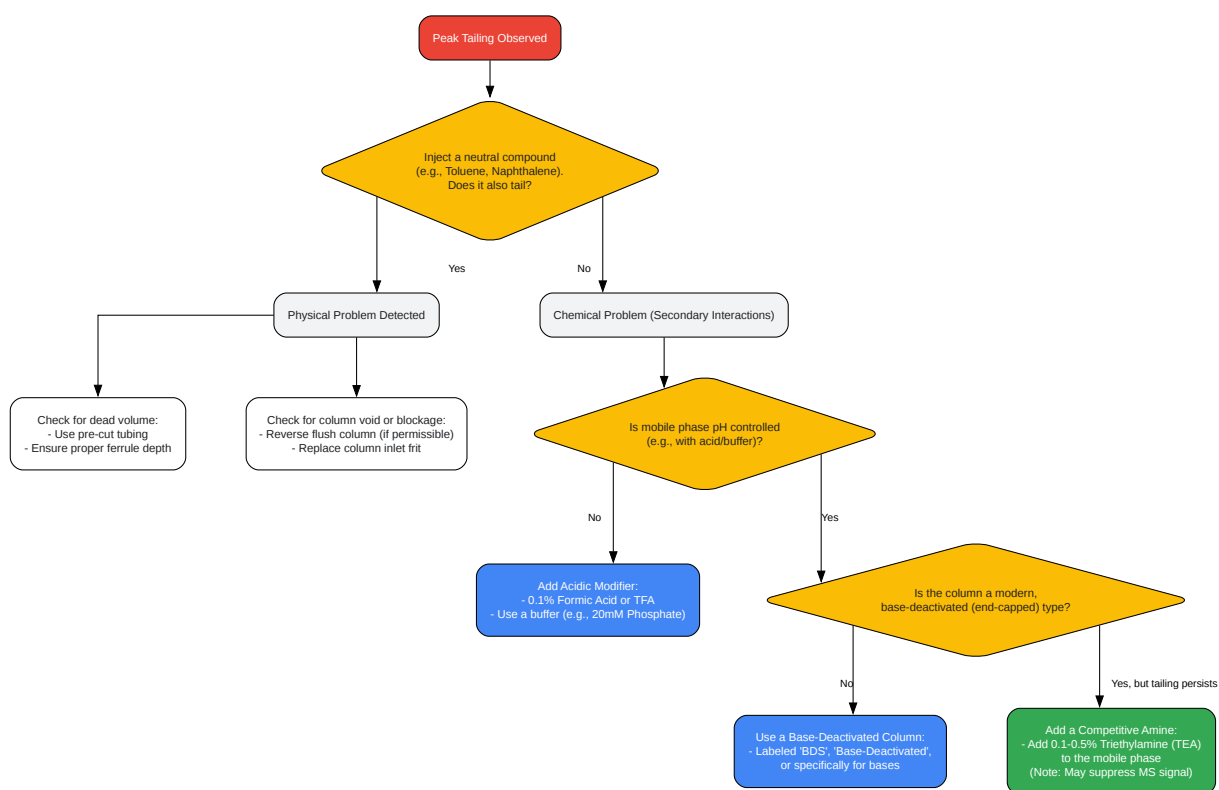 Peak Tailing Observed
Inject a neutral compound
(e.g., Toluene, Naphthalene).
Does it also tail?
Yes
No
Physical Problem Detected
Chemical Problem (Secondary Interactions)
Check for dead volume:
- Use pre-cut tubing
- Ensure proper ferrule depth
Check for column void or blockage:
- Reverse flush column (if permissible)
- Replace column inlet frit
Is mobile phase pH controlled
(e.g., with acid/buffer)?
No
Yes
Add Acidic Modifier:
- 0.1% Formic Acid or TFA
- Use a buffer (e.g., 20mM Phosphate)
Is the column a modern,
base-deactivated (end-capped) type?
No
Yes, but tailing persists
Use a Base-Deactivated Column:
- Labeled 'BDS', 'Base-Deactivated',
or specifically for bases
Add a Competitive Amine:
- Add 0.1-0.5% Triethylamine (TEA)
to the mobile phase
(Note: May suppress MS signal)